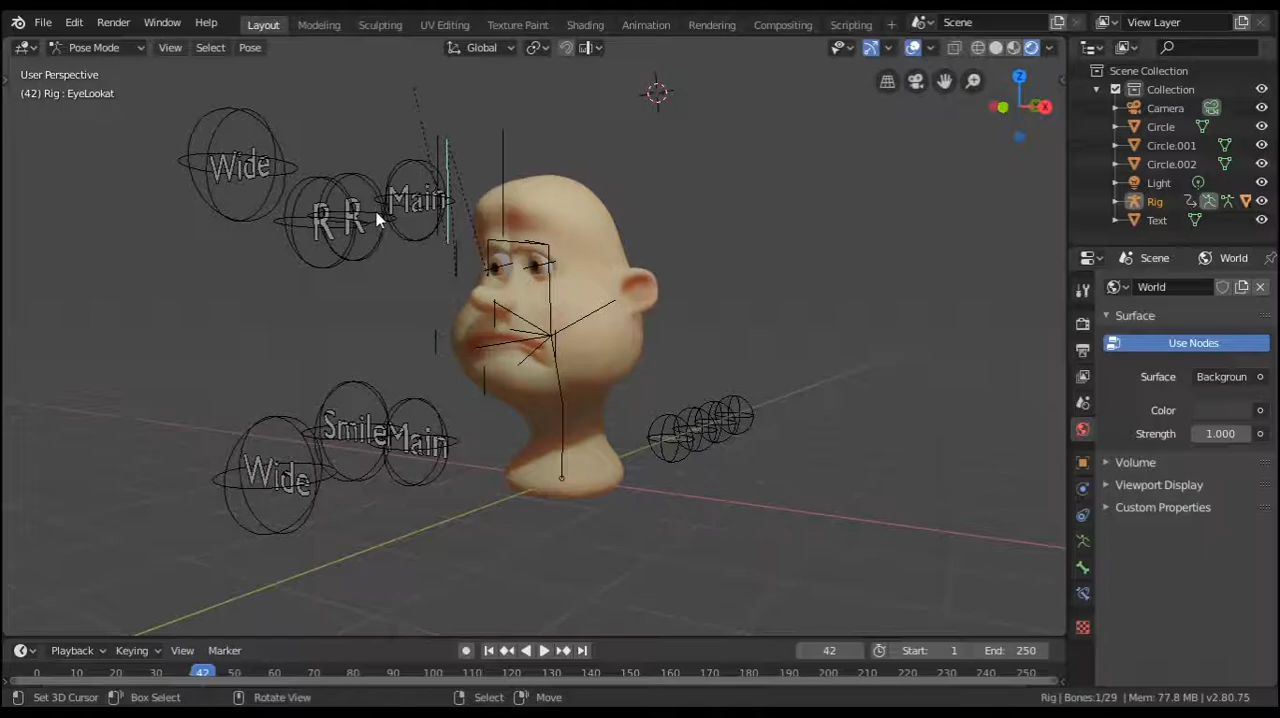 File Edit Render Window Help Layout Modeling Sculpting UV Editing Texture Paint Shading Animation Rendering Compositing Scripting + Scene View Layer
Pose Mode View Select Pose Global
User Perspective
(42) Rig : EyeLookat
Z
X
Wide
R R Main
Smile Main
Wide
Scene Collection
Collection
Camera
Circle
Circle.001
Circle.002
Light
Rig
Text
Scene World
World
Surface
Use Nodes
Surface Backgroun
Color
Strength 1.000
Volume
Viewport Display
Custom Properties
Playback Keying View Marker 42 Start: 1 End: 250
0 10 20 30 42 50 60 70 80 90 100 110 120 130 140 150 160 170 180 190 200 210 220 230 240 250
Set 3D Cursor Box Select Rotate View Select Move Rig | Bones:1/29 | Mem: 77.8 MB | v2.80.75